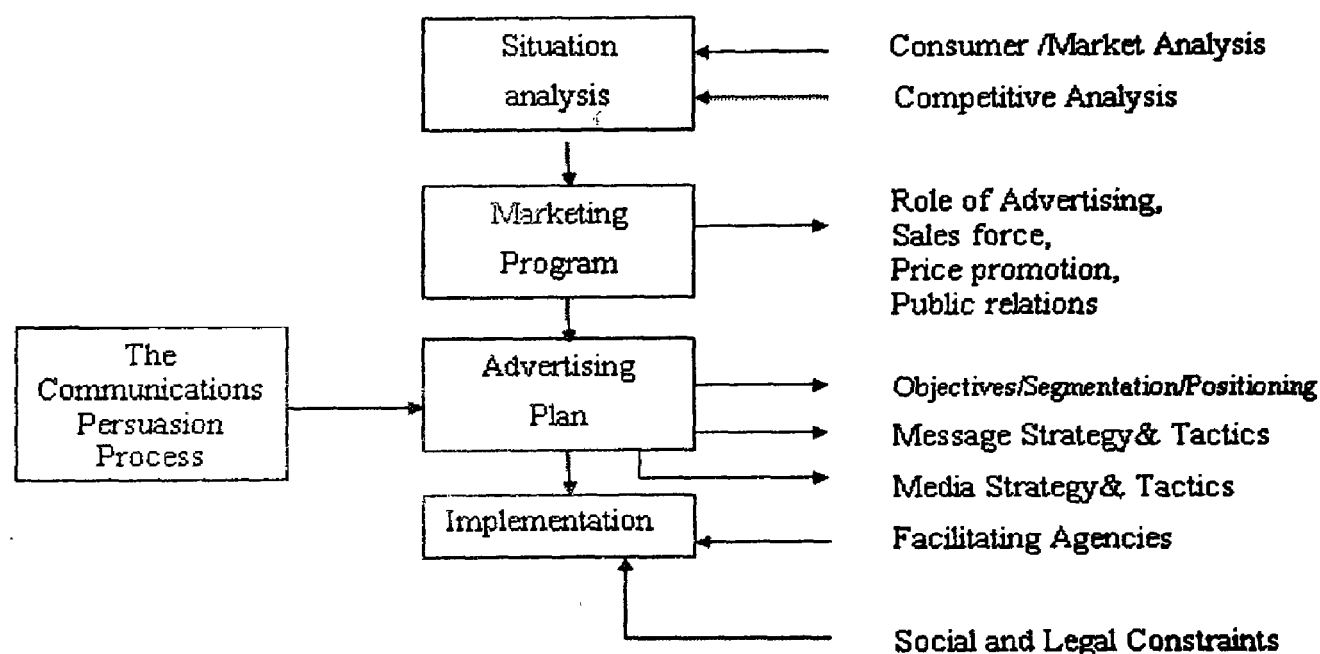 Situation
analysis
Consumer /Market Analysis
Competitive Analysis
Marketing
Program
Role of Advertising,
Sales force,
Price promotion,
Public relations
The
Communications
Persuasion
Process
Advertising
Plan
Objectives/Segmentation/Positioning
Message Strategy& Tactics
Media Strategy& Tactics
Implementation
Facilitating Agencies
Social and Legal Constraints